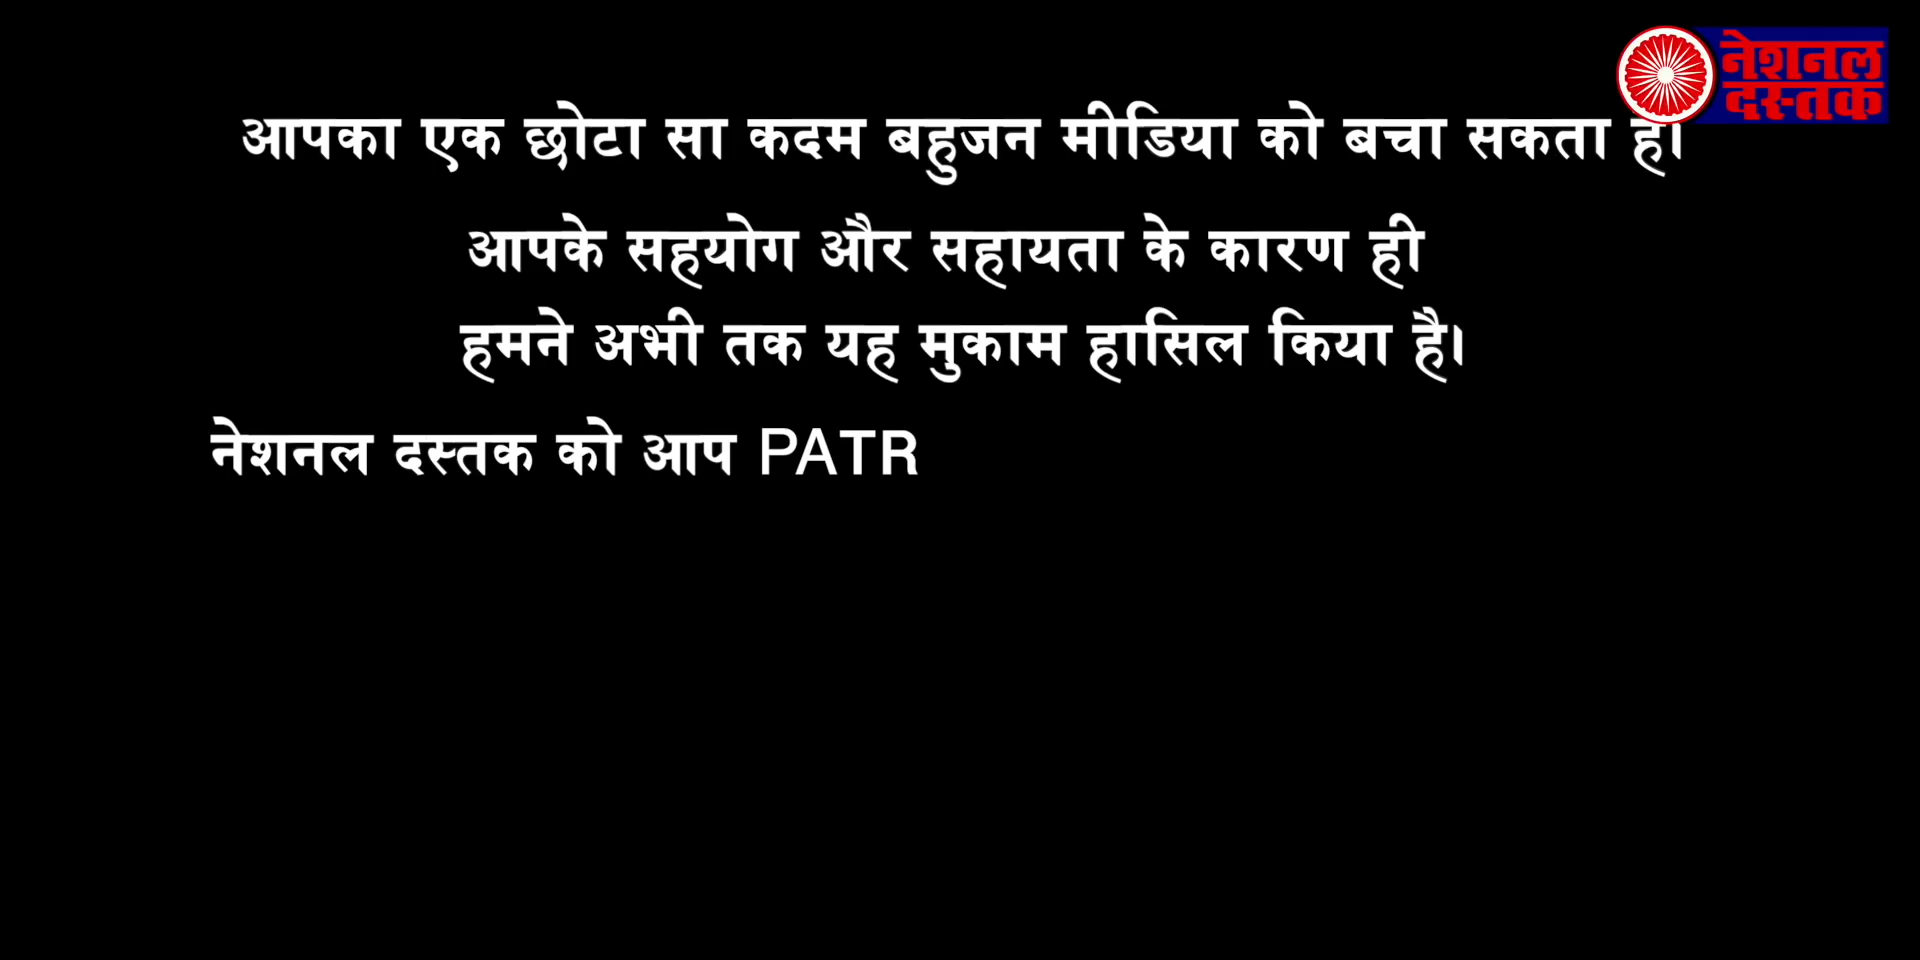 नेशनल
दस्तक
आपका एक छोटा सा कदम बहुजन मीडिया को बचा सकता है।
आपके सहयोग और सहायता के कारण ही
हमने अभी तक यह मुकाम हासिल किया है।
नेशनल दस्तक को आप PATR